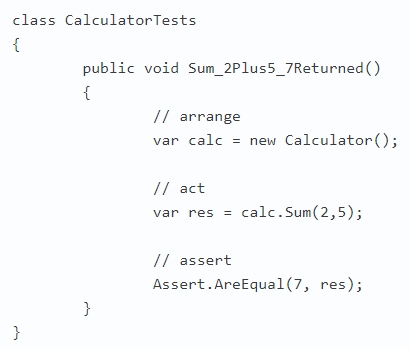 class CalculatorTests
{
public void Sum_2Plus5_7Returned()
{
// arrange
var calc = new Calculator();
// act
var res = calc.Sum(2,5);
// assert
Assert.AreEqual(7, res);
}
}